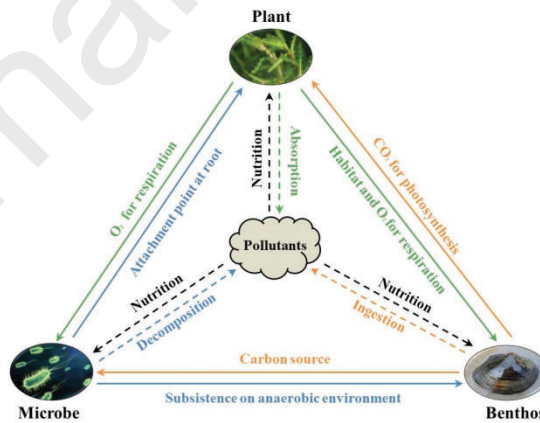 Plant
Nutrition
Absorption
O₂ for respiration
Attachment point at root
CO₂ for photosynthesis
Habitat and O₂ for respiration
Pollutants
Nutrition
Decomposition
Nutrition
Ingestion
Carbon source
Subsistence on anaerobic environment
Microbe
Benthos